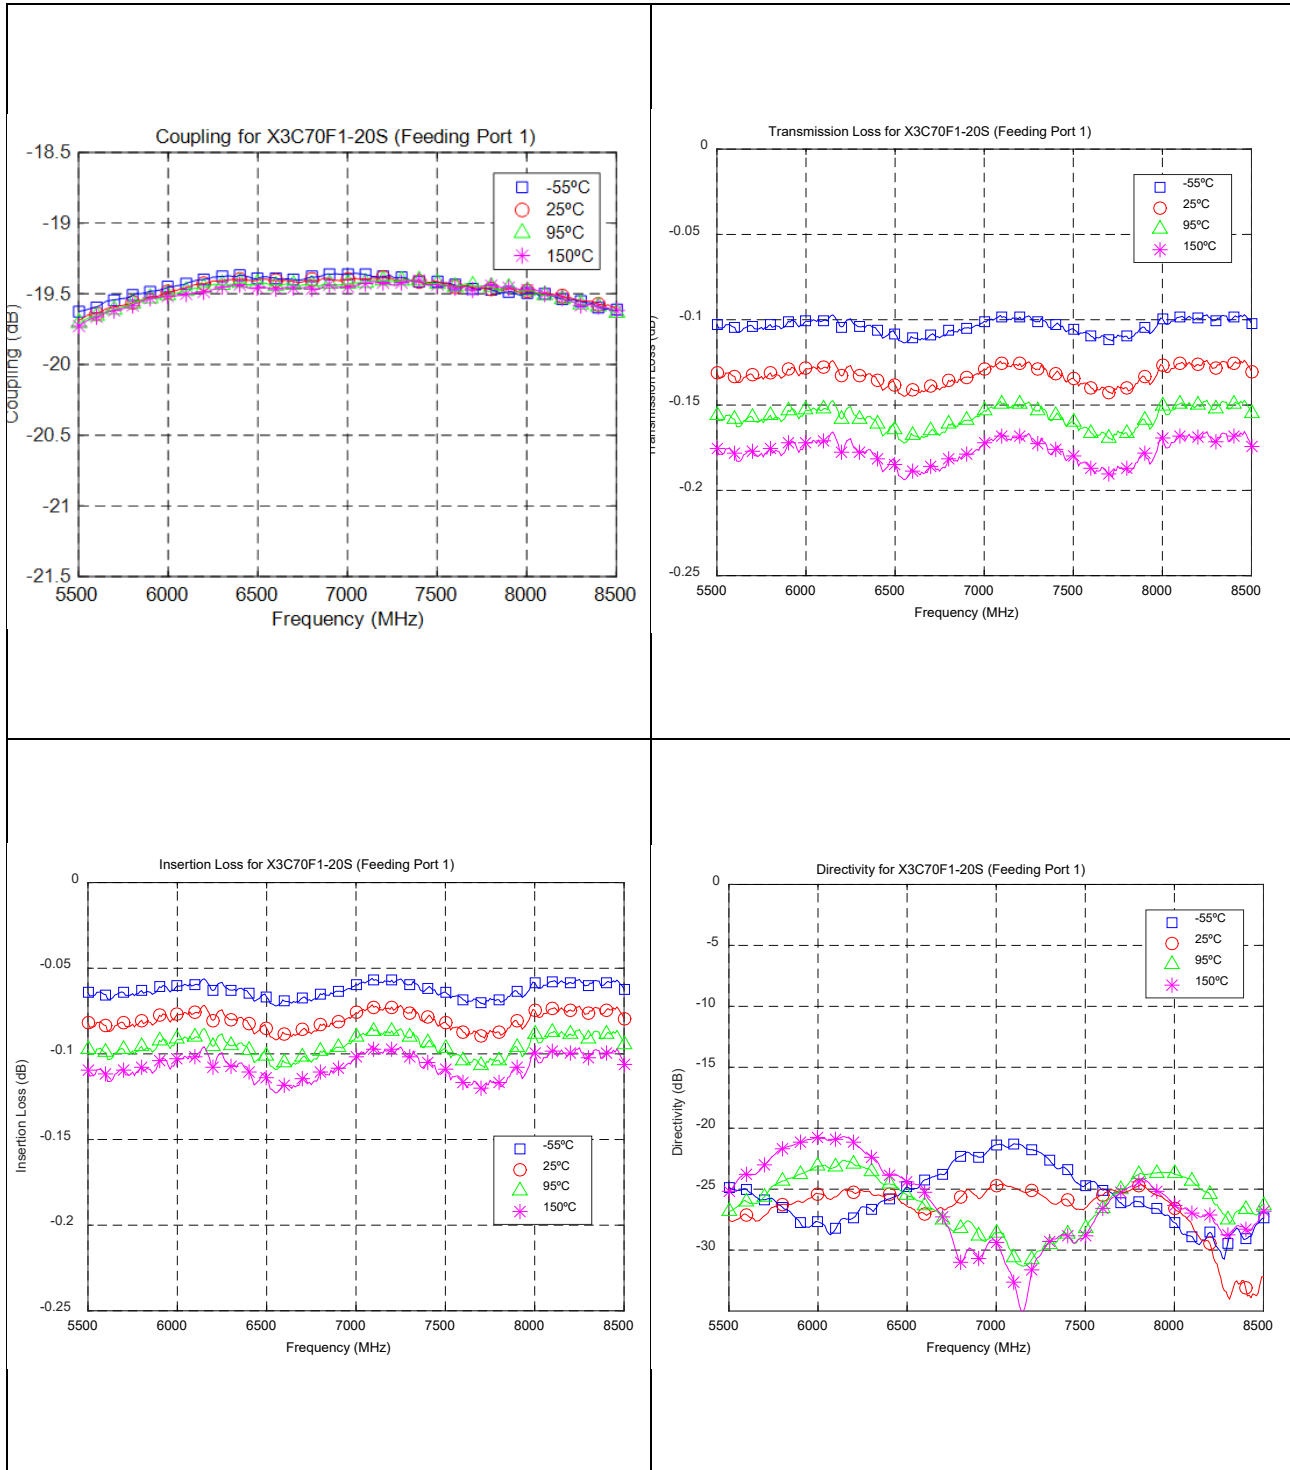 Coupling for X3C70F1-20S (Feeding Port 1)
-18.5
-19
-19.5
-20
-20.5
-21
-21.5
Coupling (dB)
-55ºC
25ºC
95ºC
150ºC
5500 6000 6500 7000 7500 8000 8500
Frequency (MHz)
Transmission Loss for X3C70F1-20S (Feeding Port 1)
0
-0.05
-0.1
-0.15
-0.2
-0.25
Transmission Loss (dB)
-55ºC
25ºC
95ºC
150ºC
5500 6000 6500 7000 7500 8000 8500
Frequency (MHz)
Insertion Loss for X3C70F1-20S (Feeding Port 1)
0
-0.05
-0.1
-0.15
-0.2
-0.25
Insertion Loss (dB)
-55ºC
25ºC
95ºC
150ºC
5500 6000 6500 7000 7500 8000 8500
Frequency (MHz)
Directivity for X3C70F1-20S (Feeding Port 1)
0
-5
-10
-15
-20
-25
-30
Directivity (dB)
-55ºC
25ºC
95ºC
150ºC
5500 6000 6500 7000 7500 8000 8500
Frequency (MHz)